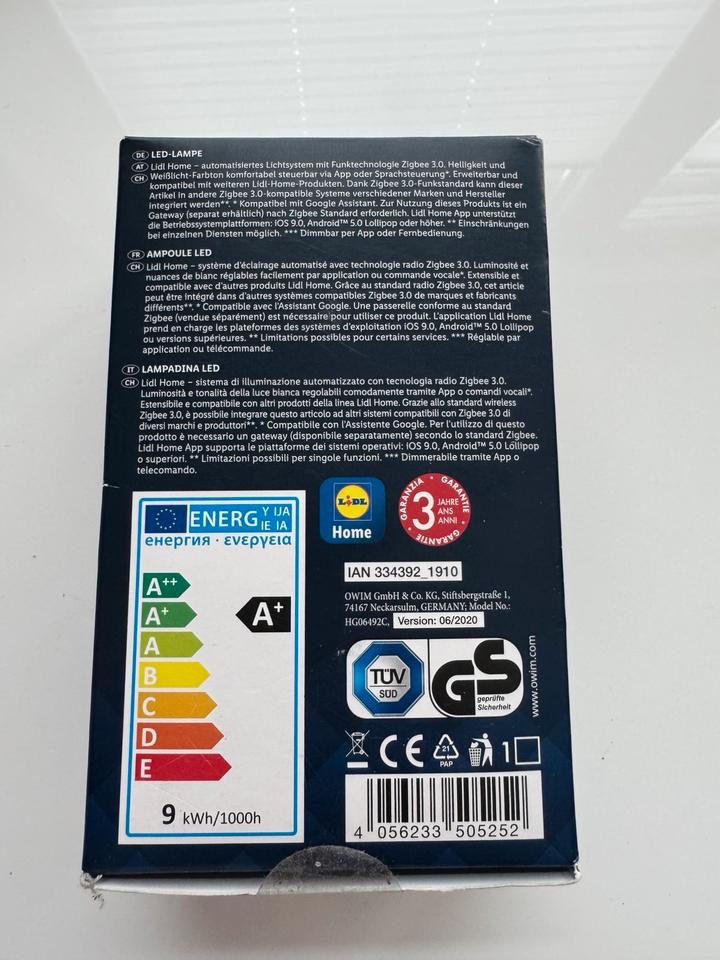 DE LED-LAMPE
AT Lidl Home – automatisiertes Lichtsystem mit Funktechnologie Zigbee 3.0. Helligkeit und
CH Weißlicht-Farbton komfortabel steuerbar via App oder Sprachsteuerung*. Erweiterbar und
kompatibel mit weiteren Lidl-Home-Produkten. Dank Zigbee 3.0-Funkstandard kann dieser
Artikel in andere Zigbee 3.0-kompatible Systeme verschiedener Marken und Hersteller
integriert werden**. * Kompatibel mit Google Assistant. Zur Nutzung dieses Produkts ist ein
Gateway (separat erhältlich) nach Zigbee Standard erforderlich. Lidl Home App unterstützt
die Betriebssystemplattformen: iOS 9.0, Android™ 5.0 Lollipop oder höher. ** Einschränkungen
bei einzelnen Diensten möglich. *** Dimmbar per App oder Fernbedienung.
FR AMPOULE LED
CH Lidl Home – système d'éclairage automatisé avec technologie radio Zigbee 3.0. Luminosité et
nuances de blanc réglables facilement par application ou commande vocale*. Extensible et
compatible avec d'autres produits Lidl Home. Grâce au standard radio Zigbee 3.0, cet article
peut être intégré dans d'autres systèmes compatibles Zigbee 3.0 de marques et fabricants
différents**. * Compatible avec l'Assistant Google. Une passerelle conforme au standard
Zigbee (vendue séparément) est nécessaire pour utiliser ce produit. L'application Lidl Home
prend en charge les plateformes des systèmes d'exploitation iOS 9.0, Android™ 5.0 Lollipop
ou versions supérieures. ** Limitations possibles pour certains services. *** Réglable par
application ou télécommande.
IT LAMPADINA LED
CH Lidl Home – sistema di illuminazione automatizzato con tecnologia radio Zigbee 3.0.
Luminosità e tonalità della luce bianca regolabili comodamente tramite App o comandi vocali*.
Estensibile e compatibile con altri prodotti della linea Lidl Home. Grazie allo standard wireless
Zigbee 3.0, è possibile integrare questo articolo ad altri sistemi compatibili con Zigbee 3.0 di
diversi marchi e produttori**. * Compatibile con l'Assistente Google. Per l'utilizzo di questo
prodotto è necessario un gateway (disponibile separatamente) secondo lo standard Zigbee.
Lidl Home App supporta le piattaforme dei sistemi operativi: iOS 9.0, Android™ 5.0 Lollipop
o superiori. ** Limitazioni possibili per singole funzioni. *** Dimmerabile tramite App o
telecomando.
ENERG Y IJA
IE IA
енергия · ενεργεια
A++
A+
A
B
C
D
E
A+
9 kWh/1000h
LIDL
Home
GARANZIA • GARANTIE • GARANTIE
3 JAHRE
ANS
ANNI
IAN 334392_1910
OWIM GmbH & Co. KG, Stiftsbergstraße 1,
74167 Neckarsulm, GERMANY; Model No.:
HG06492C, Version: 06/2020
TÜV
SÜD
GS
geprüfte
Sicherheit
www.owim.com
CE
21
PAP
1
4 056233 505252